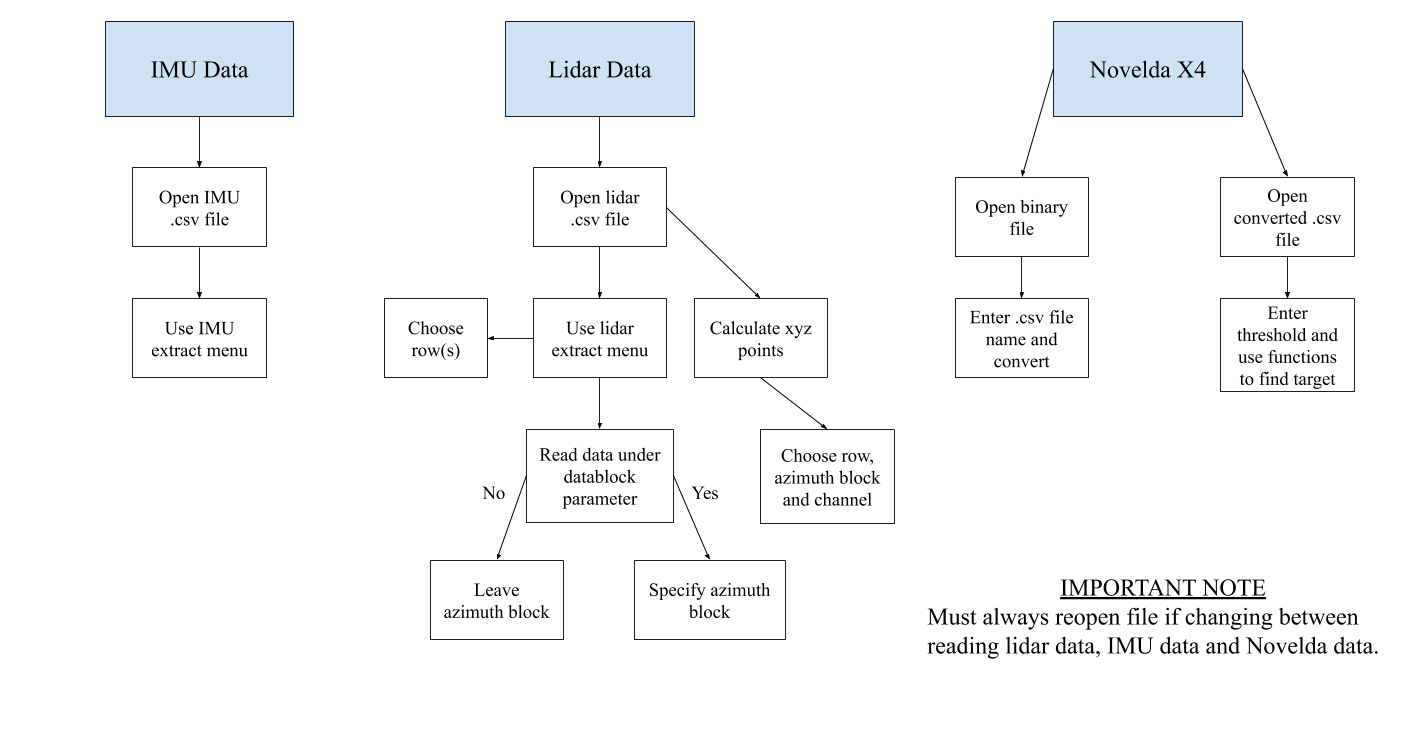 IMU Data
Open IMU
.csv file
Use IMU
extract menu
Lidar Data
Open lidar
.csv file
Choose
row(s)
Use lidar
extract menu
Calculate xyz
points
Read data under
datablock
parameter
Choose row,
azimuth block
and channel
No
Yes
Leave
azimuth block
Specify azimuth
block
Novelda X4
Open binary
file
Enter .csv file
name and
convert
Open
converted .csv
file
Enter
threshold and
use functions
to find target
IMPORTANT NOTE
Must always reopen file if changing between
reading lidar data, IMU data and Novelda data.